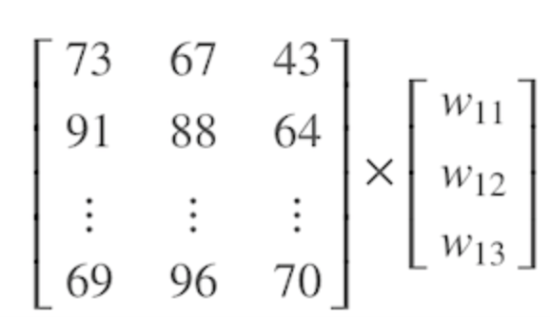 73 67 43
91 88 64
⋮ ⋮ ⋮
69 96 70
×
w11
w12
w13